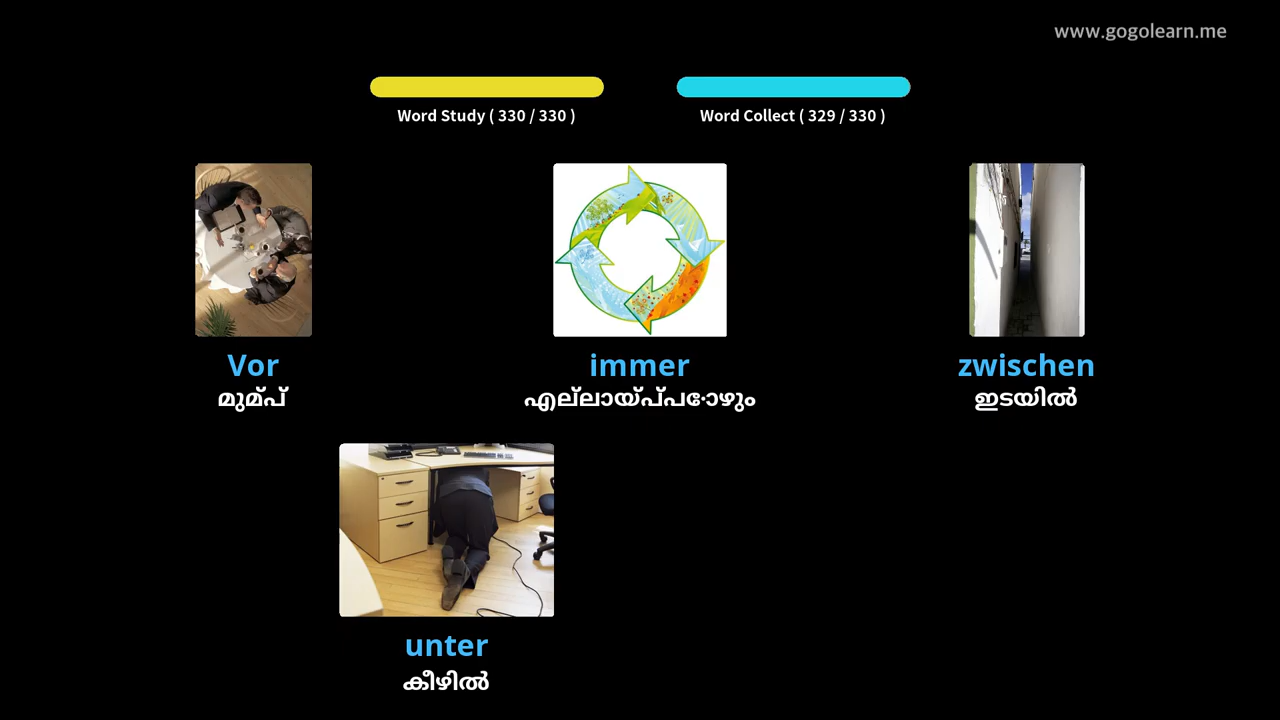 www.gogolearn.me
Word Study ( 330 / 330 )
Word Collect ( 329 / 330 )
Vor
മുമ്പ്
immer
എല്ലായ്പ്പോഴും
zwischen
ഇടയിൽ
unter
കീഴിൽ